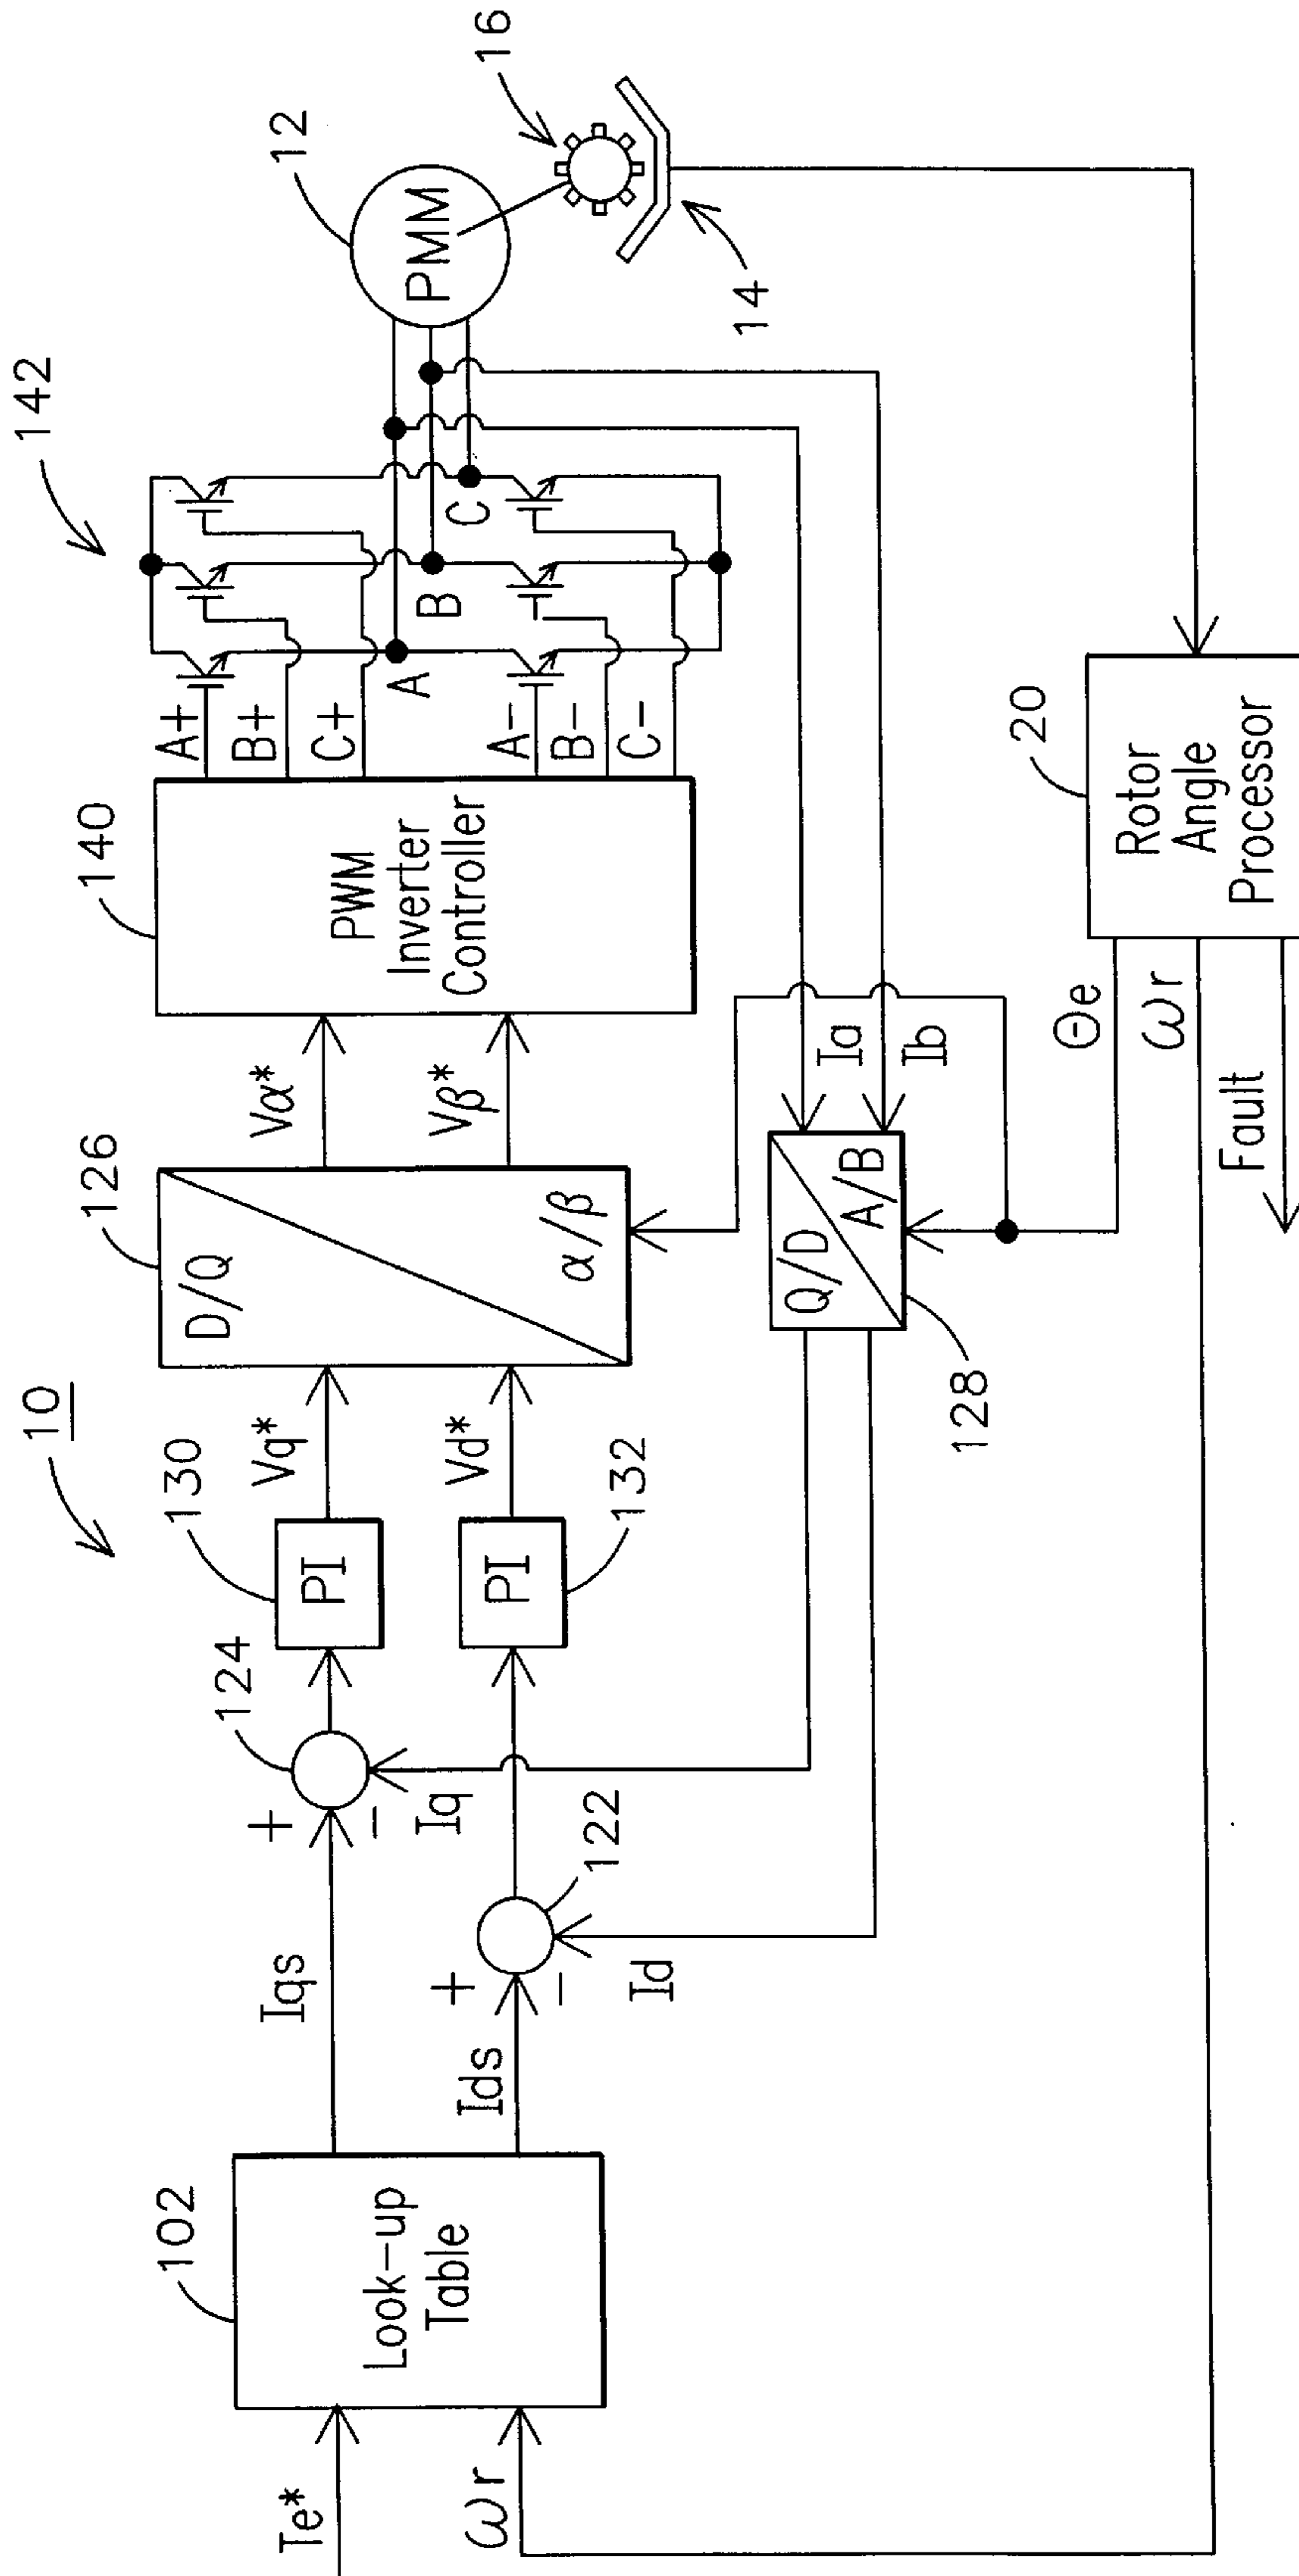 10
142
102
124
130
126
140
12
16
Te*
ωr
Look-up
Table
Iqs
Ids
+
−
Iq
+
−
Id
122
PI
PI
132
Vq*
Vd*
D/Q
α/β
Vα*
Vβ*
PWM
Inverter
Controller
A+
B+
C+
A−
B−
C−
A
B
C
PMM
14
Q/D
A/B
128
Ia
Ib
θe
ωr
Fault
20
Rotor
Angle
Processor